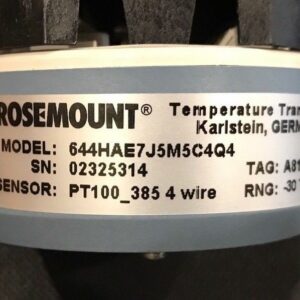 ROSEMOUNT® Temperature Tran
Karlstein, GERM
MODEL: 644HAE7J5M5C4Q4
SN: 02325314 TAG: A81
SENSOR: PT100_385 4 wire RNG: -30